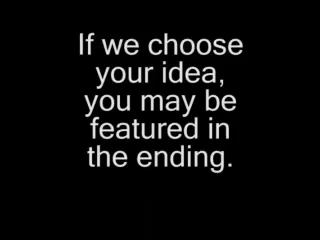 If we choose
your idea,
you may be
featured in
the ending.